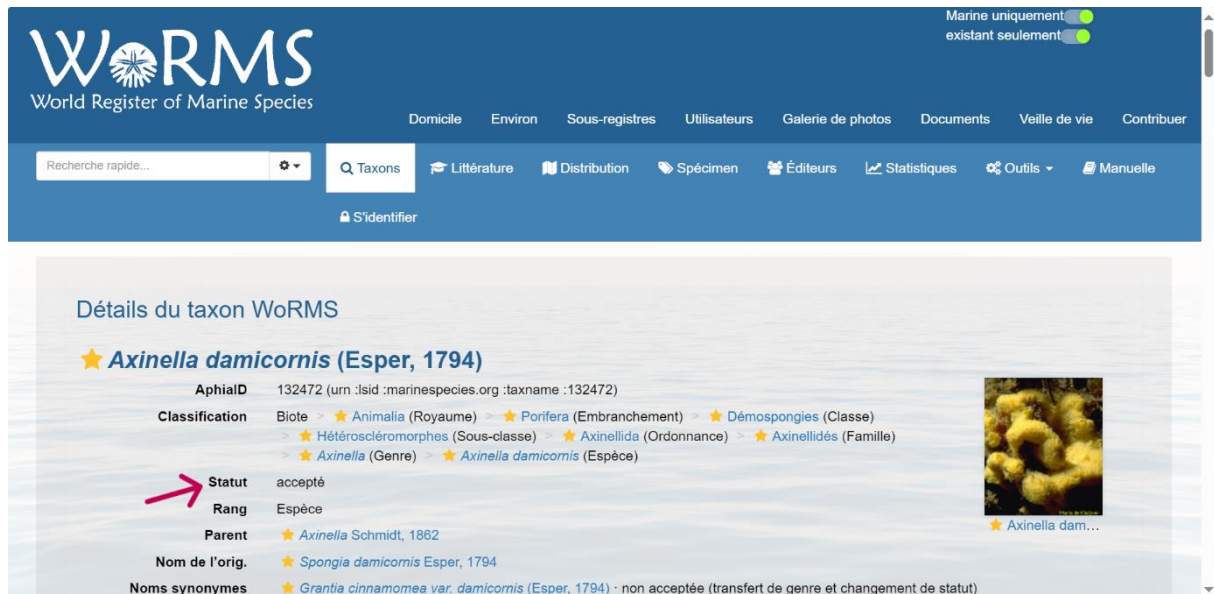 Marine uniquement
existant seulement
WoRMS
World Register of Marine Species
Domicile Environ Sous-registres Utilisateurs Galerie de photos Documents Veille de vie Contribuer
Recherche rapide... Taxons Littérature Distribution Spécimen Éditeurs Statistiques Outils Manuelle
S'identifier
Détails du taxon WoRMS
Axinella damicornis (Esper, 1794)
AphiaID 132472 (urn :lsid :marinespecies.org :taxname :132472)
Classification Biote > Animalia (Royaume) > Porifera (Embranchement) > Démospongies (Classe)
> Hétéroscléromorphes (Sous-classe) > Axinellida (Ordonnance) > Axinellidés (Famille)
> Axinella (Genre) > Axinella damicornis (Espèce)
Statut accepté
Rang Espèce
Parent Axinella Schmidt, 1862
Axinella dam...
Nom de l'orig. Spongia damicornis Esper, 1794
Noms synonymes Grantia cinnamomea var. damicornis (Esper, 1794) · non acceptée (transfert de genre et changement de statut)